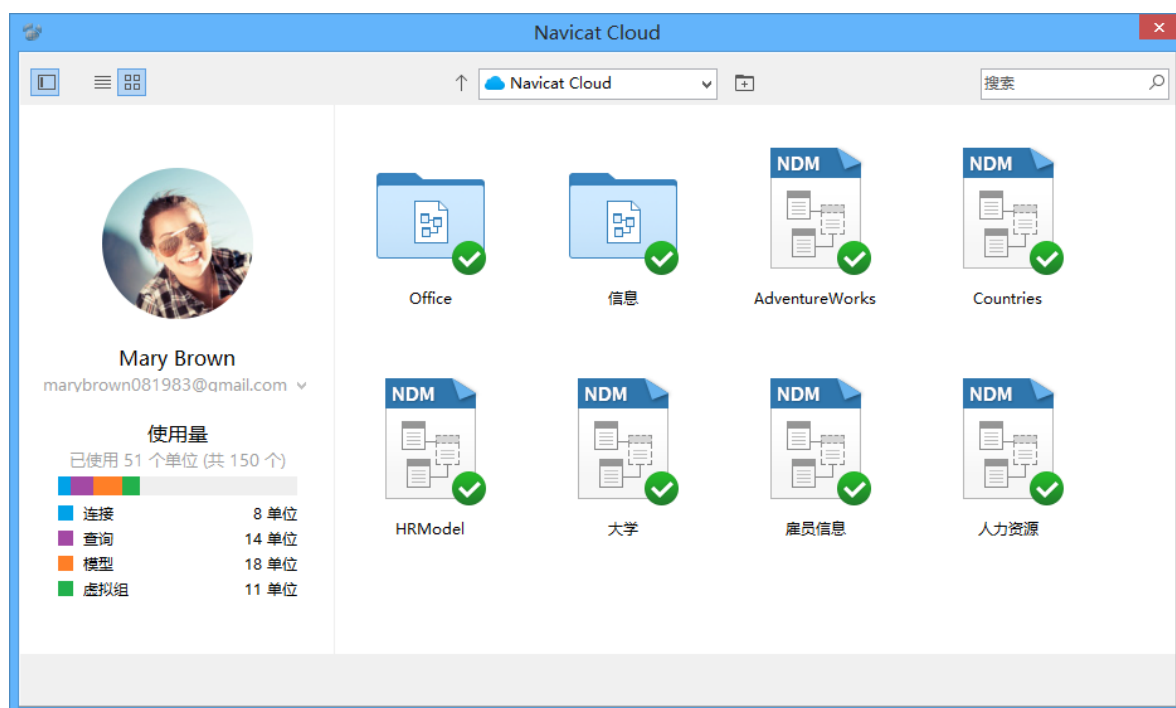 Navicat Cloud
Navicat Cloud
搜索
Mary Brown
marybrown081983@gmail.com
使用量
已使用 51 个单位 (共 150 个)
连接 8 单位
查询 14 单位
模型 18 单位
虚拟组 11 单位
NDM
NDM
Office
信息
AdventureWorks
Countries
NDM
NDM
NDM
NDM
HRModel
大学
雇员信息
人力资源